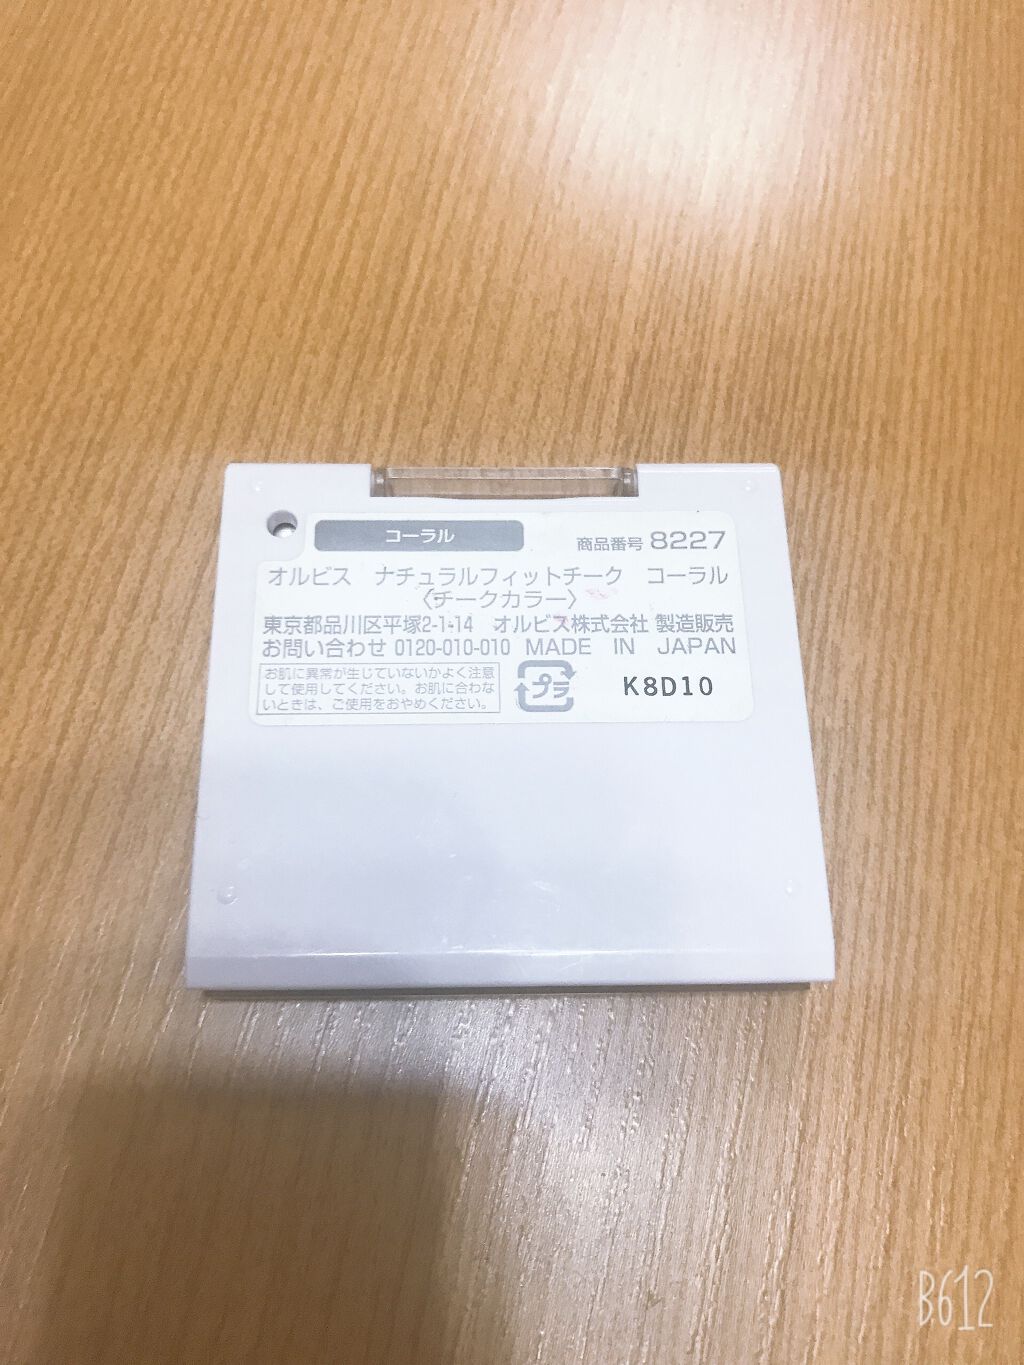 コーラル
商品番号 8227
オルビス ナチュラルフィットチーク コーラル
〈チークカラー〉
東京都品川区平塚2-1-14 オルビス株式会社 製造販売
お問い合わせ 0120-010-010 MADE IN JAPAN
お肌に異常が生じていないかよく注意
して使用してください。お肌に合わな
いときは、ご使用をおやめください。
プラ
K8D10
B612